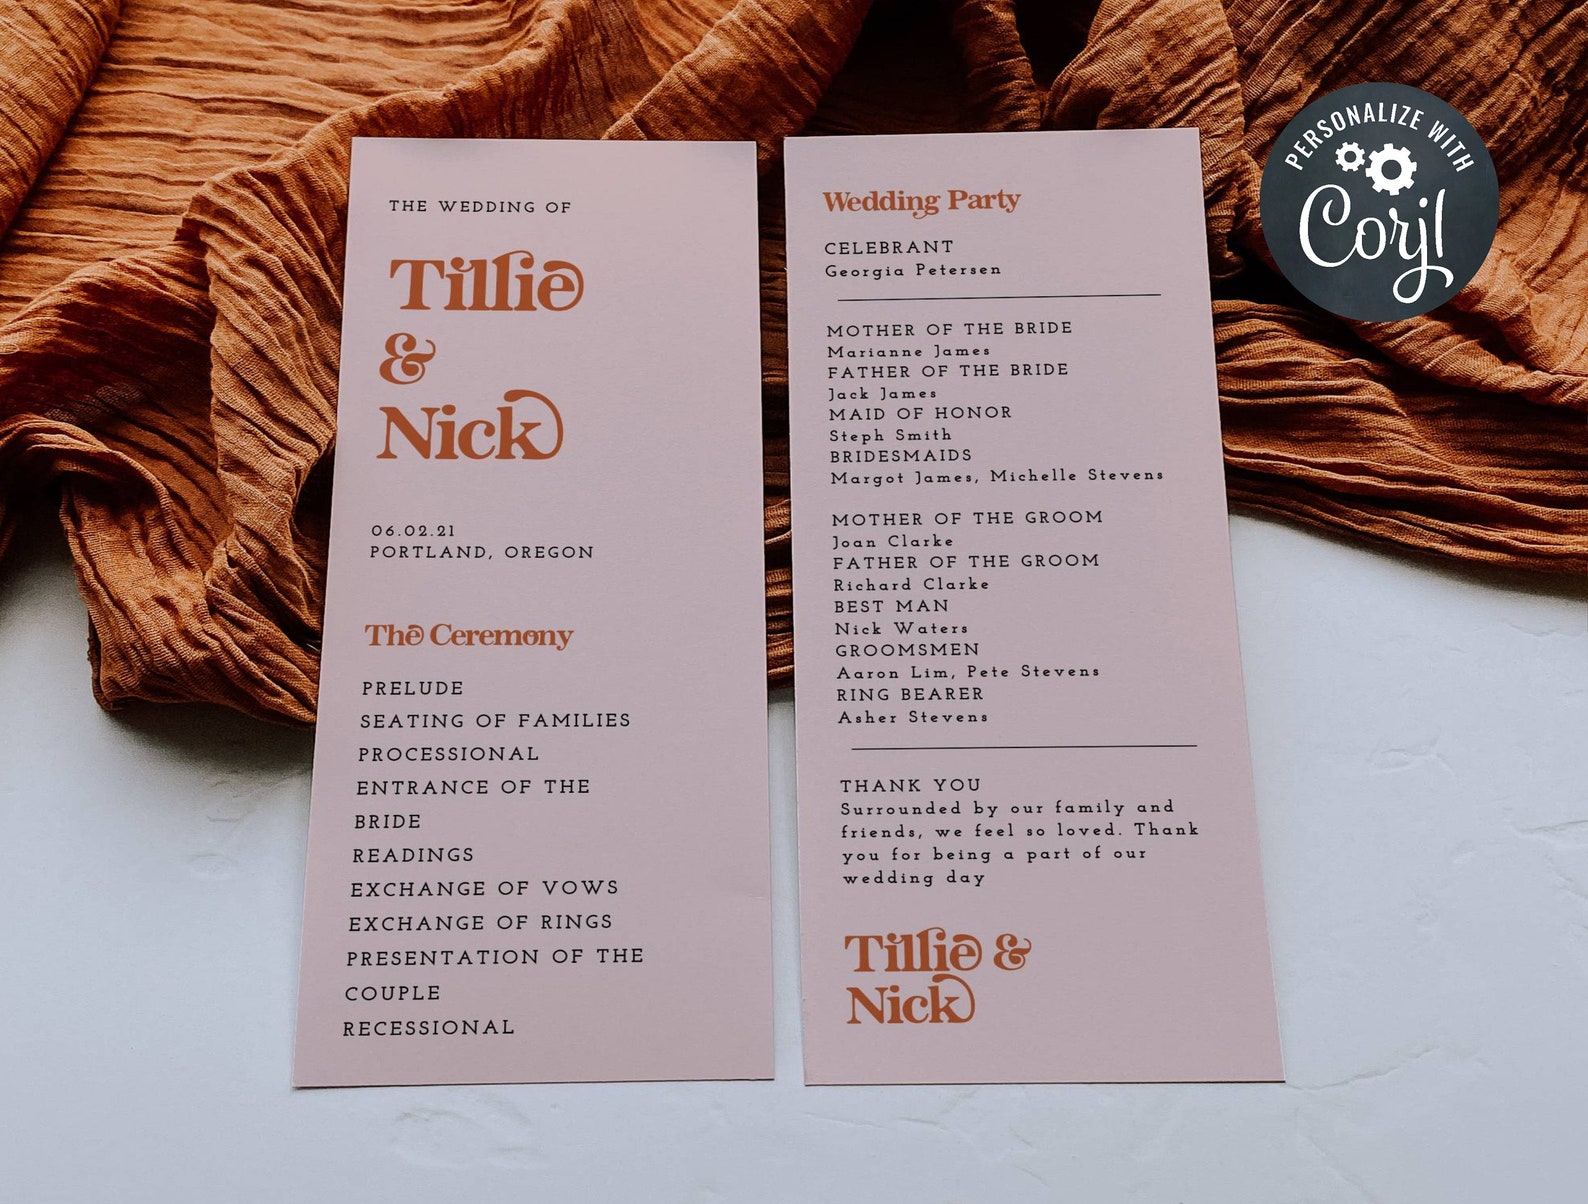 THE WEDDING OF
Tillie
&
Nick
06.02.21
PORTLAND, OREGON
The Ceremony
PRELUDE
SEATING OF FAMILIES
PROCESSIONAL
ENTRANCE OF THE
BRIDE
READINGS
EXCHANGE OF VOWS
EXCHANGE OF RINGS
PRESENTATION OF THE
COUPLE
RECESSIONAL
Wedding Party
CELEBRANT
Georgia Petersen
MOTHER OF THE BRIDE
Marianne James
FATHER OF THE BRIDE
Jack James
MAID OF HONOR
Steph Smith
BRIDESMAIDS
Margot James, Michelle Stevens
MOTHER OF THE GROOM
Joan Clarke
FATHER OF THE GROOM
Richard Clarke
BEST MAN
Nick Waters
GROOMSMEN
Aaron Lim, Pete Stevens
RING BEARER
Asher Stevens
THANK YOU
Surrounded by our family and
friends, we feel so loved. Thank
you for being a part of our
wedding day
Tillie &
Nick
PERSONALIZE WITH
Corjl